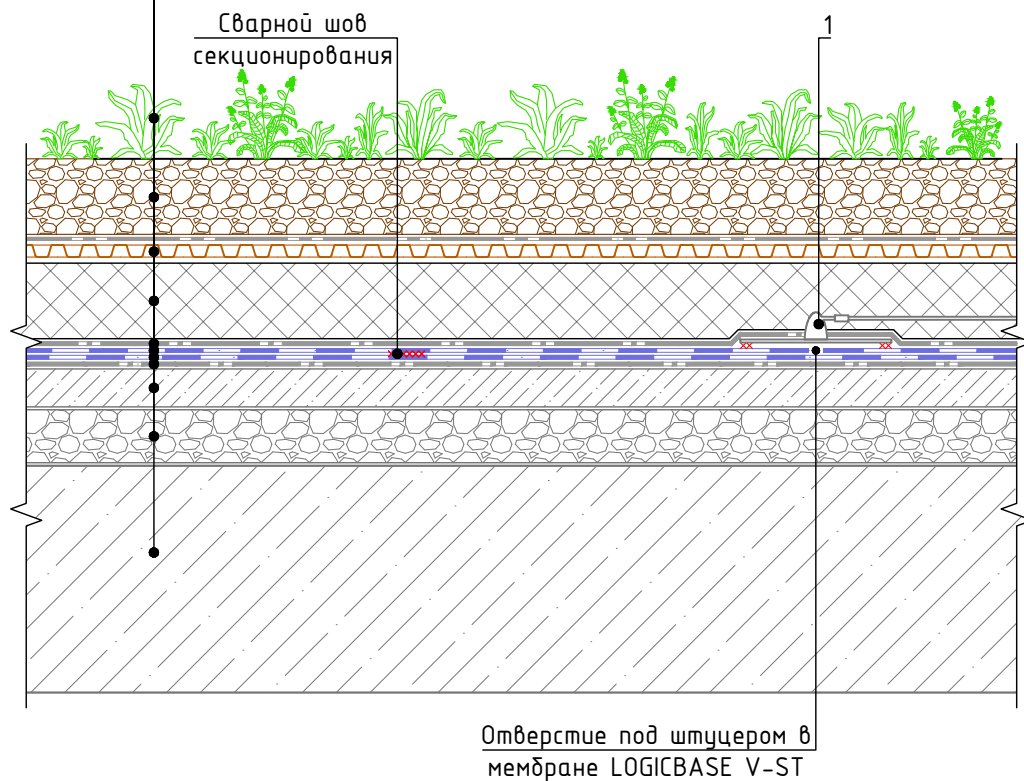 Сварной шов
секционирования
1
Отверстие под штуцером в
мембране LOGICBASE V-ST